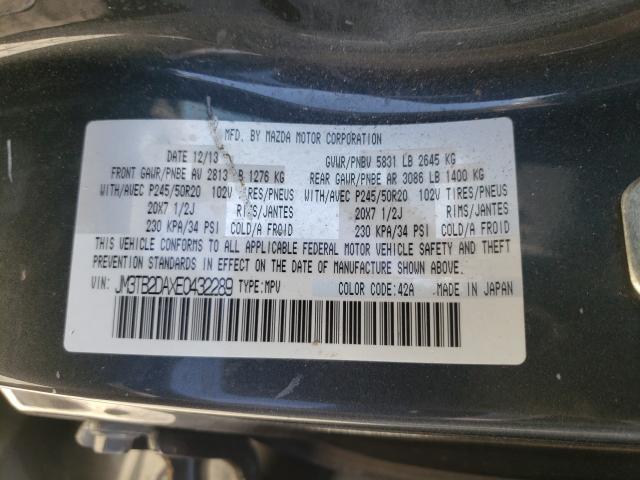 MFD. BY MAZDA MOTOR CORPORATION
DATE 12/13 GVWR/PNBV 5831 LB 2645 KG
FRONT GAWR/PNBE AV 2813 B 1276 KG REAR GAWR/PNBE AR 3086 LB 1400 KG
WITH/AVEC P245/50R20 102V TIRES/PNEUS WITH/AVEC P245/50R20 102V TIRES/PNEUS
20X7 1/2J RIMS/JANTES 20X7 1/2J RIMS/JANTES
230 KPA/34 PSI COLD/A FROID 230 KPA/34 PSI COLD/A FROID
THIS VEHICLE CONFORMS TO ALL APPLICABLE FEDERAL MOTOR VEHICLE SAFETY AND THEFT
PREVENTION STANDARDS IN EFFECT ON THE DATE OF MANUFACTURE SHOWN ABOVE.
VIN: JM3TB2DAXE0432289 TYPE:MPV COLOR CODE:42A MADE IN JAPAN